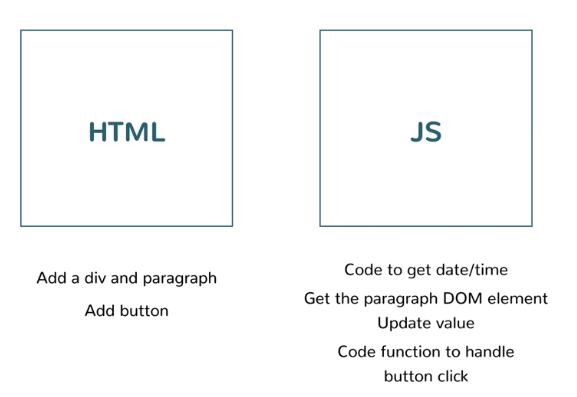 HTML
Add a div and paragraph
Add button
JS
Code to get date/time
Get the paragraph DOM element
Update value
Code function to handle
button click